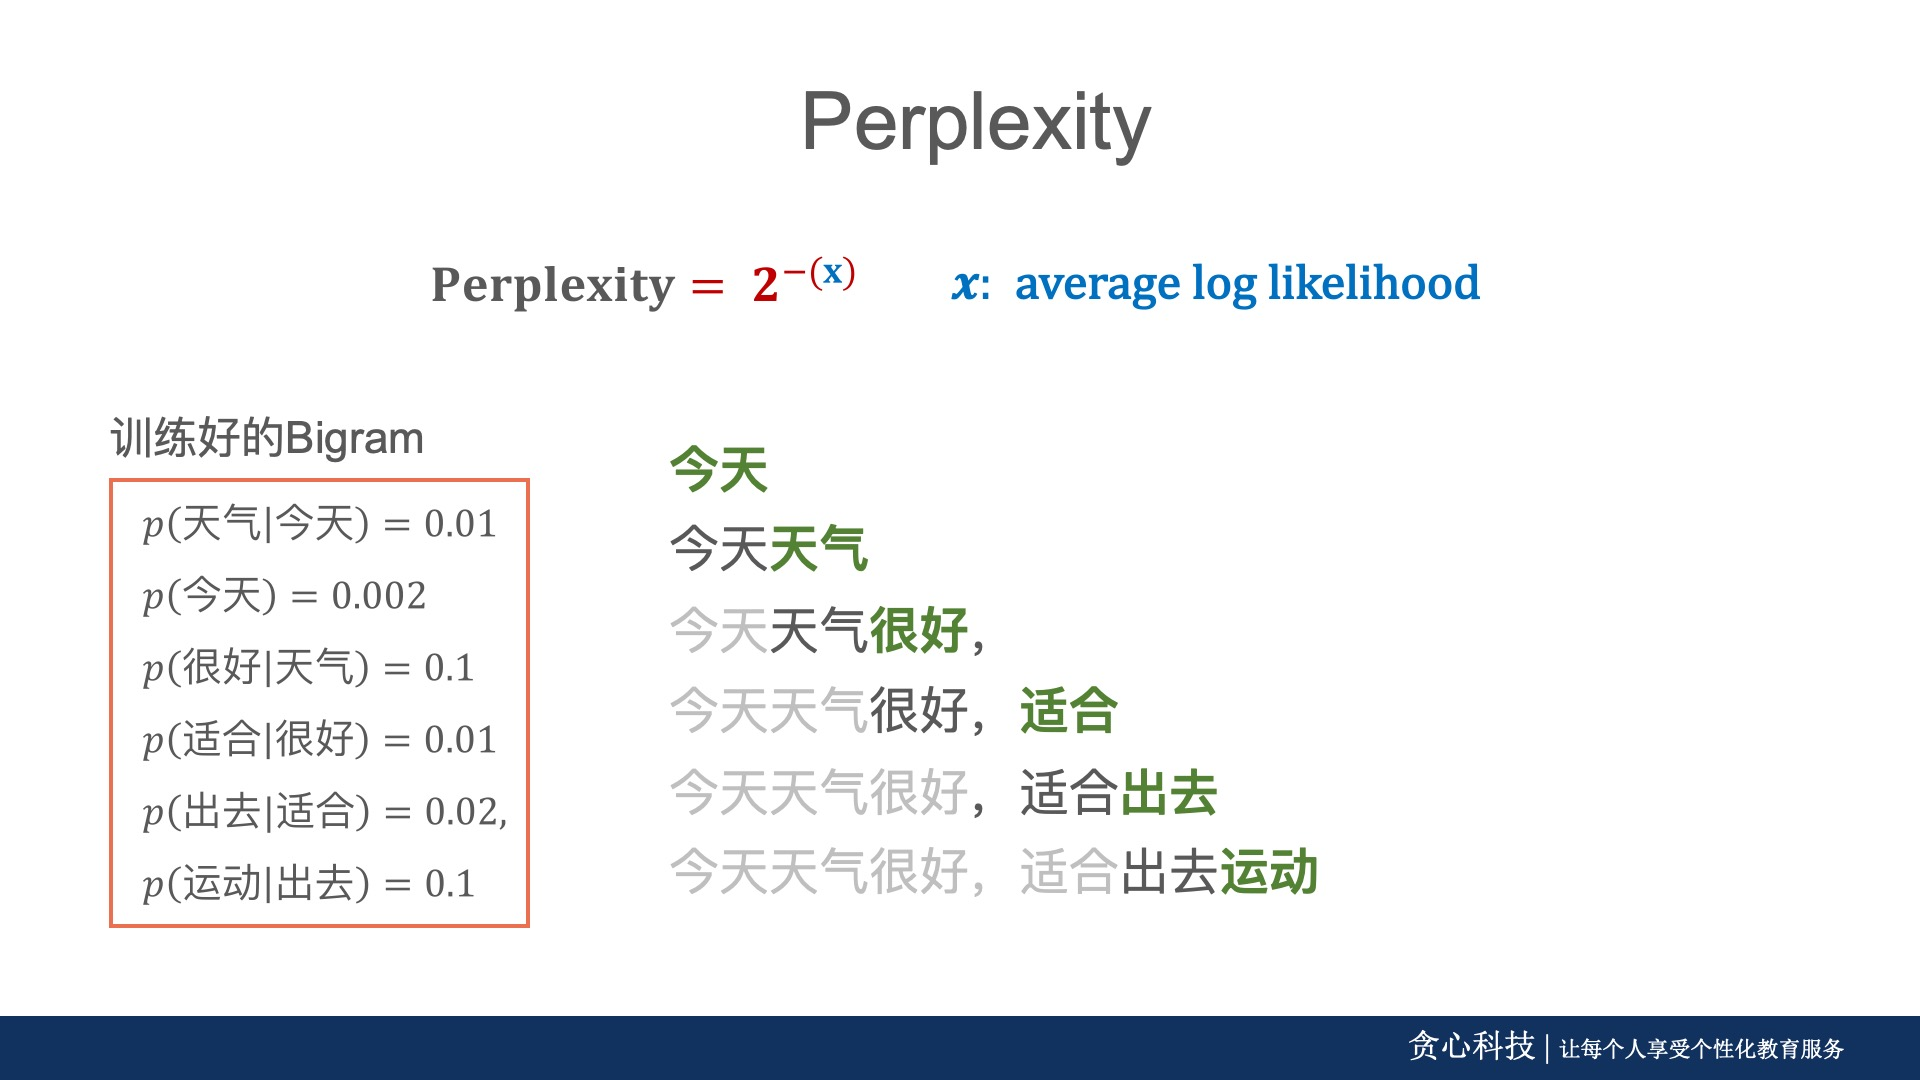 Perplexity
Perplexity = 2^{-(x)}
x: average log likelihood
训练好的Bigram
p(天气|今天) = 0.01
p(今天) = 0.002
p(很好|天气) = 0.1
p(适合|很好) = 0.01
p(出去|适合) = 0.02,
p(运动|出去) = 0.1
今天
今天天气
今天天气很好,
今天天气很好, 适合
今天天气很好, 适合出去
今天天气很好, 适合出去运动
贪心科技 | 让每个人享受个性化教育服务